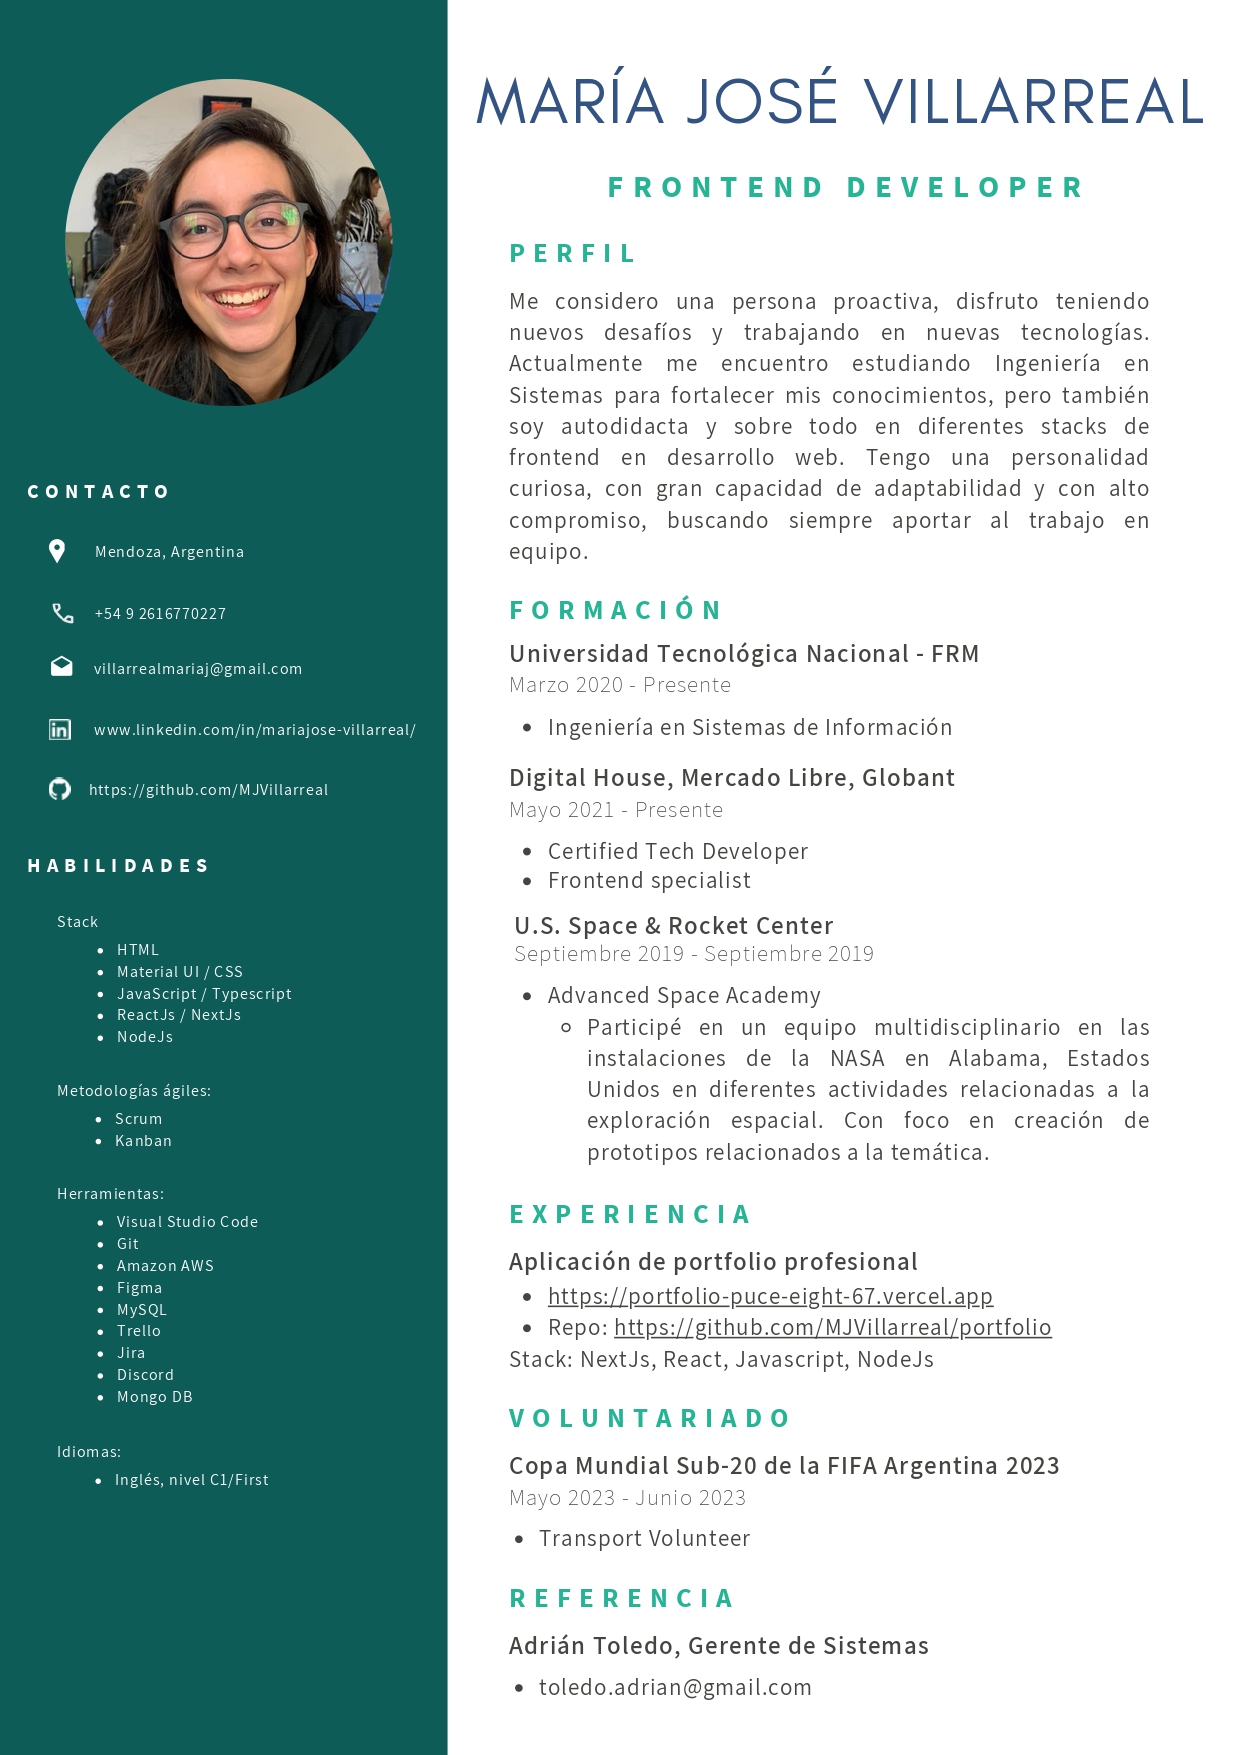 MARÍA JOSÉ VILLARREAL
FRONTEND DEVELOPER
CONTACTO
Mendoza, Argentina
+54 9 2616770227
villarrealmariaj@gmail.com
www.linkedin.com/in/mariajose-villarreal/
https://github.com/MJVillarreal
HABILIDADES
Stack
• HTML
• Material UI / CSS
• JavaScript / Typescript
• ReactJs / NextJs
• NodeJs
Metodologías ágiles:
• Scrum
• Kanban
Herramientas:
• Visual Studio Code
• Git
• Amazon AWS
• Figma
• MySQL
• Trello
• Jira
• Discord
• Mongo DB
Idiomas:
• Inglés, nivel C1/First
PERFIL
Me considero una persona proactiva, disfruto teniendo
nuevos desafíos y trabajando en nuevas tecnologías.
Actualmente me encuentro estudiando Ingeniería en
Sistemas para fortalecer mis conocimientos, pero también
soy autodidacta y sobre todo en diferentes stacks de
frontend en desarrollo web. Tengo una personalidad
curiosa, con gran capacidad de adaptabilidad y con alto
compromiso, buscando siempre aportar al trabajo en
equipo.
FORMACIÓN
Universidad Tecnológica Nacional - FRM
Marzo 2020 - Presente
• Ingeniería en Sistemas de Información
Digital House, Mercado Libre, Globant
Mayo 2021 - Presente
• Certified Tech Developer
• Frontend specialist
U.S. Space & Rocket Center
Septiembre 2019 - Septiembre 2019
• Advanced Space Academy
◦ Participé en un equipo multidisciplinario en las
instalaciones de la NASA en Alabama, Estados
Unidos en diferentes actividades relacionadas a la
exploración espacial. Con foco en creación de
prototipos relacionados a la temática.
EXPERIENCIA
Aplicación de portfolio profesional
• https://portfolio-puce-eight-67.vercel.app
• Repo: https://github.com/MJVillarreal/portfolio
Stack: NextJs, React, Javascript, NodeJs
VOLUNTARIADO
Copa Mundial Sub-20 de la FIFA Argentina 2023
Mayo 2023 - Junio 2023
• Transport Volunteer
REFERENCIA
Adrián Toledo, Gerente de Sistemas
• toledo.adrian@gmail.com